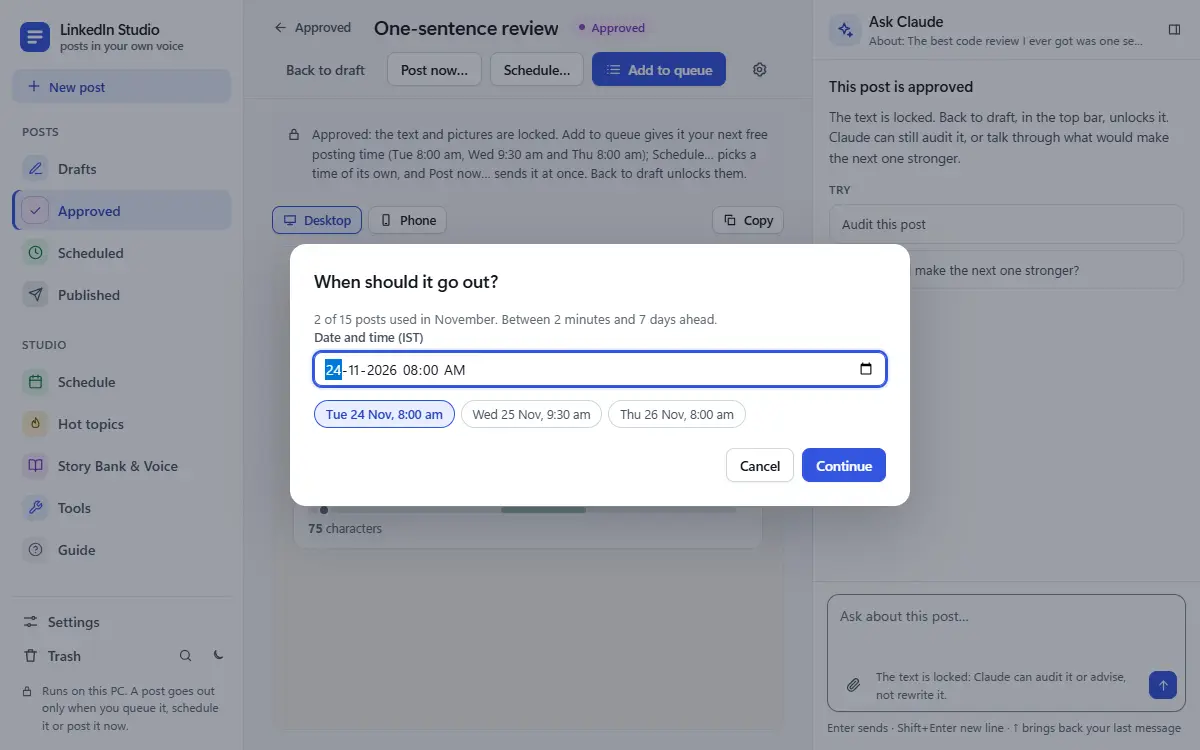 LinkedIn Studio
posts in your own voice
New post
POSTS
Drafts
Approved
Scheduled
Published
STUDIO
Schedule
Hot topics
Story Bank & Voice
Tools
Guide
Settings
Trash
Runs on this PC. A post goes out
only when you queue it, schedule
it or post it now.
Approved
One-sentence review
Approved
Back to draft
Post now...
Schedule...
Add to queue
Approved: the text and pictures are locked. Add to queue gives it your next free
posting time (Tue 8:00 am, Wed 9:30 am and Thu 8:00 am); Schedule... picks a
time of its own, and Post now... sends it at once. Back to draft unlocks them.
Desktop
Phone
Copy
When should it go out?
2 of 15 posts used in November. Between 2 minutes and 7 days ahead.
Date and time (IST)
24-11-2026 08:00 AM
Tue 24 Nov, 8:00 am
Wed 25 Nov, 9:30 am
Thu 26 Nov, 8:00 am
Cancel
Continue
75 characters
Ask Claude
About: The best code review I ever got was one se...
This post is approved
The text is locked. Back to draft, in the top bar, unlocks it.
Claude can still audit it, or talk through what would make
the next one stronger.
TRY
Audit this post
make the next one stronger?
Ask about this post...
The text is locked: Claude can audit it or advise,
not rewrite it.
Enter sends · Shift+Enter new line · ↑ brings back your last message